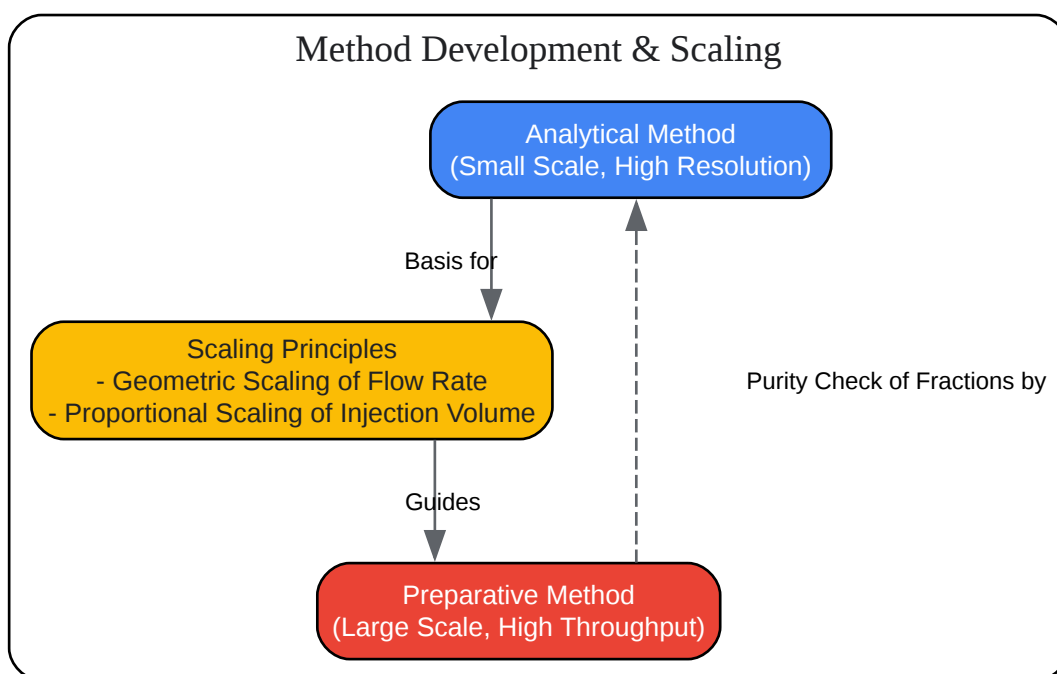 Method Development & Scaling
Analytical Method
(Small Scale, High Resolution)
Basis for
Scaling Principles
- Geometric Scaling of Flow Rate
- Proportional Scaling of Injection Volume
Purity Check of Fractions by
Guides
Preparative Method
(Large Scale, High Throughput)